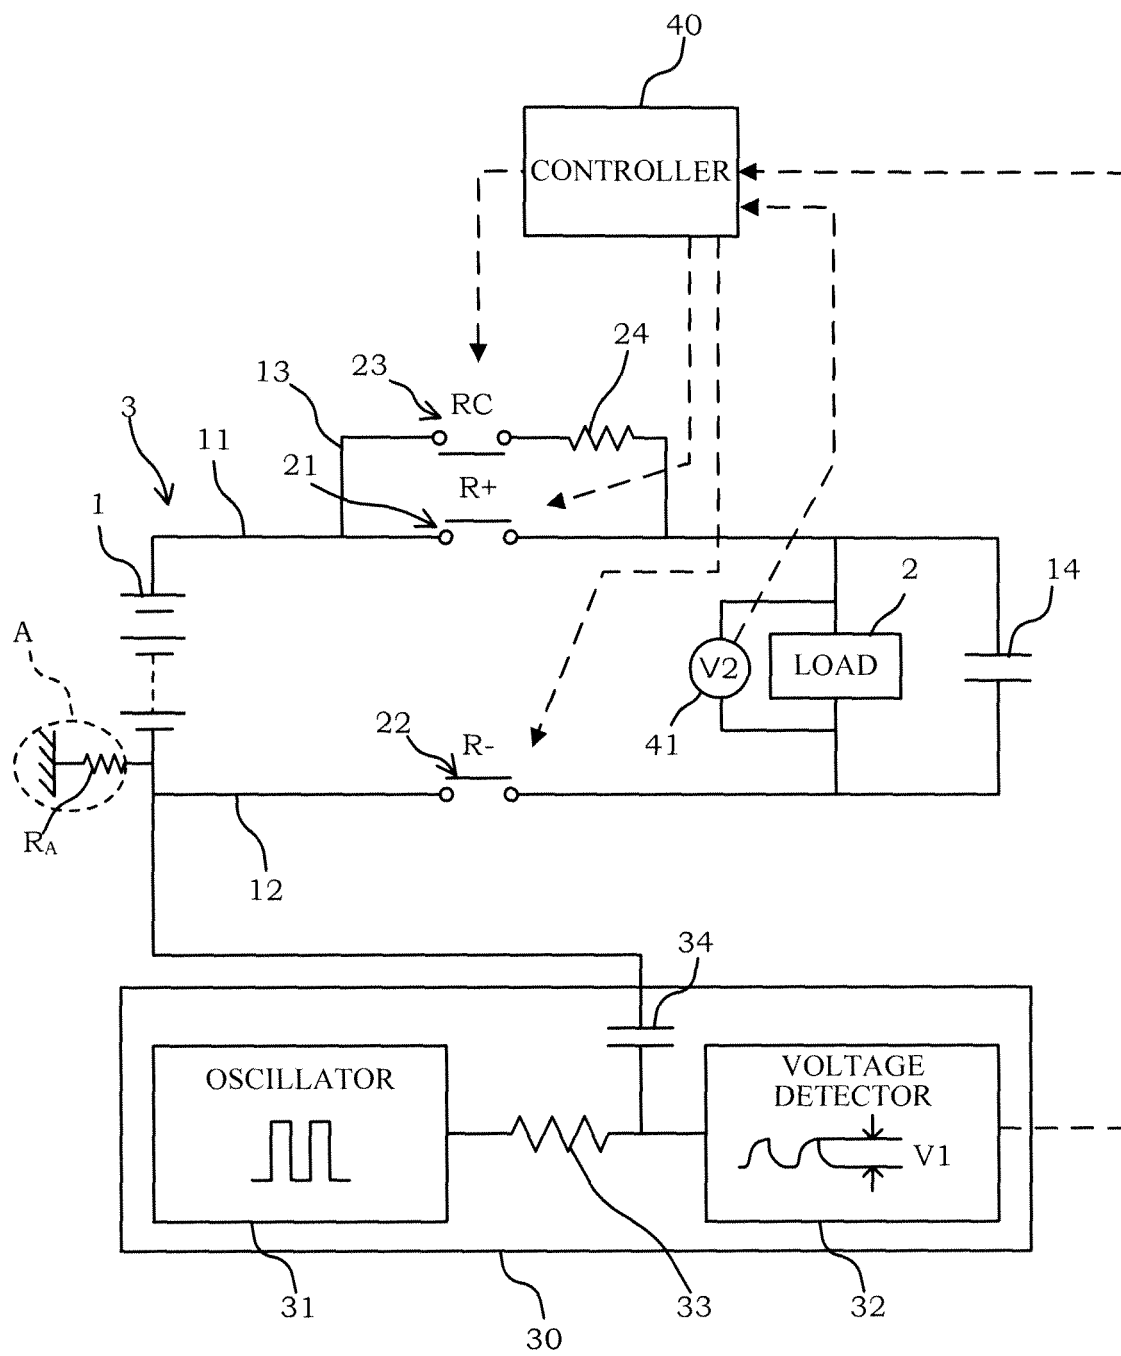 40
CONTROLLER
24
23
13
RC
3
11
21
R+
1
2
14
A
V2
LOAD
22
R-
41
RA
12
34
OSCILLATOR
VOLTAGE
DETECTOR
V1
31
30
33
32